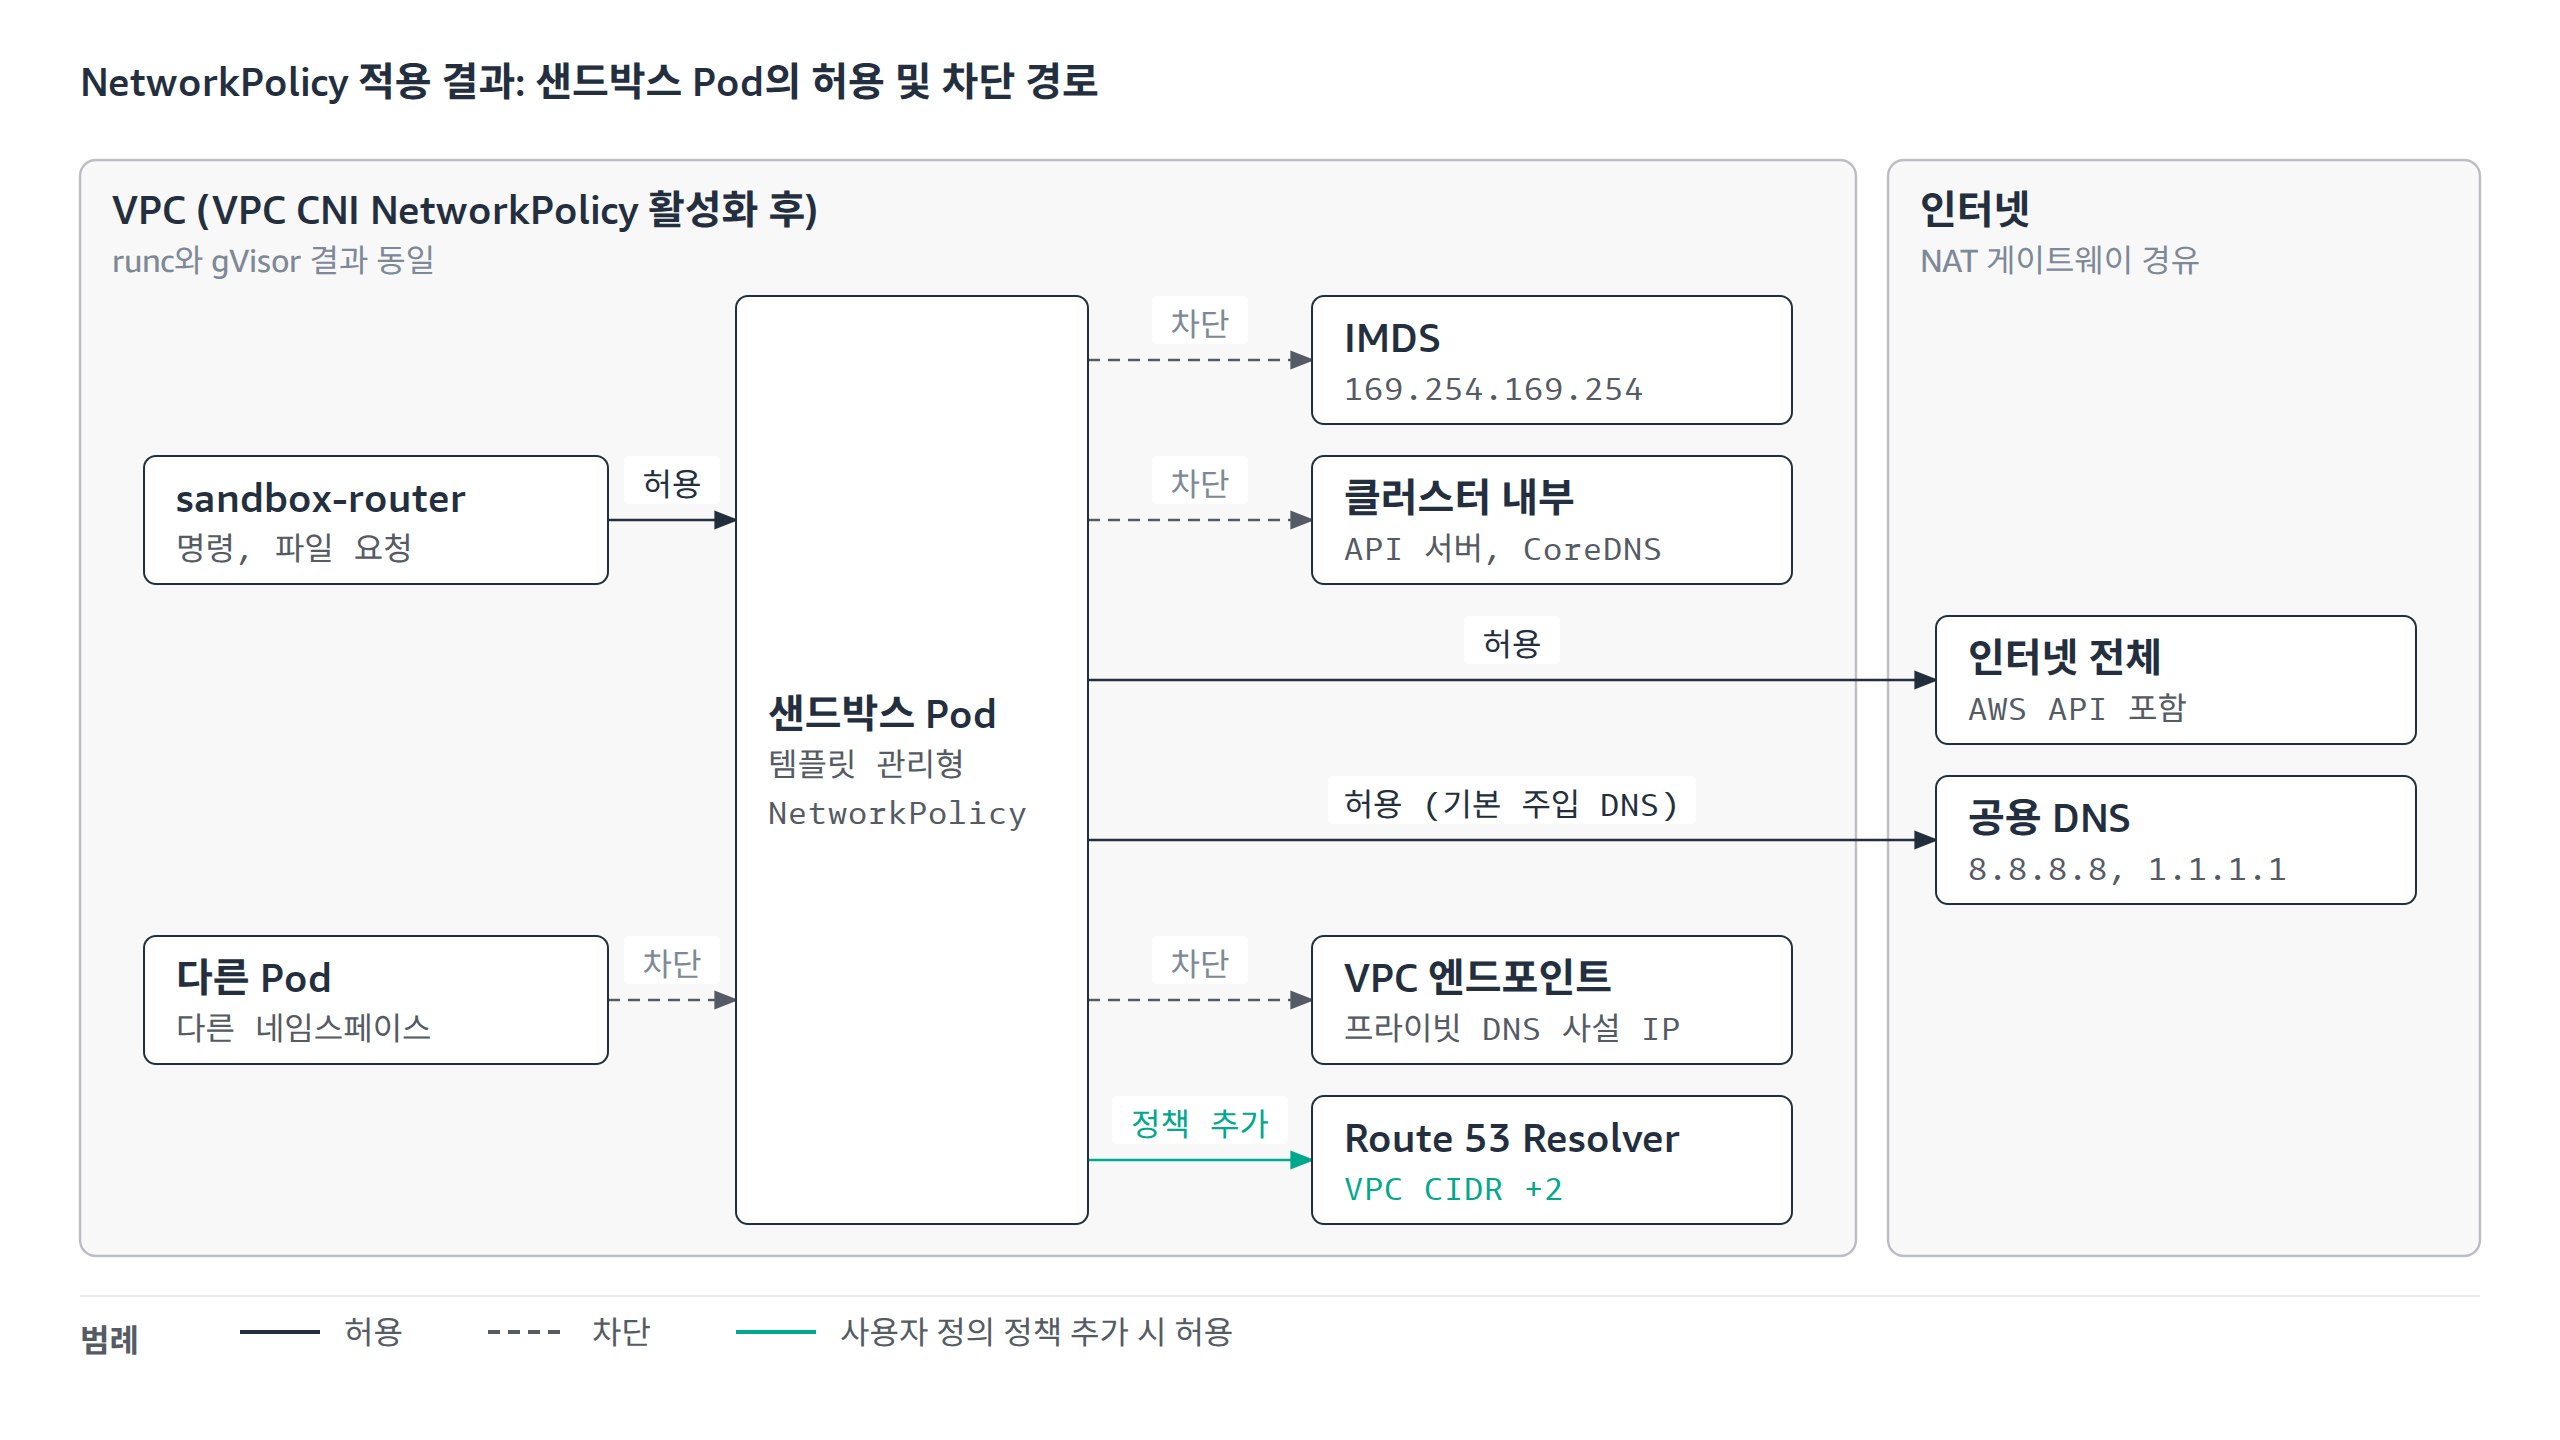 NetworkPolicy 적용 결과: 샌드박스 Pod의 허용 및 차단 경로
VPC (VPC CNI NetworkPolicy 활성화 후)
runc와 gVisor 결과 동일
인터넷
NAT 게이트웨이 경유
sandbox-router
명령, 파일 요청
허용
다른 Pod
다른 네임스페이스
차단
샌드박스 Pod
템플릿 관리형
NetworkPolicy
차단
IMDS
169.254.169.254
차단
클러스터 내부
API 서버, CoreDNS
허용
인터넷 전체
AWS API 포함
허용 (기본 주입 DNS)
공용 DNS
8.8.8.8, 1.1.1.1
차단
VPC 엔드포인트
프라이빗 DNS 사설 IP
정책 추가
Route 53 Resolver
VPC CIDR +2
범례
허용
차단
사용자 정의 정책 추가 시 허용